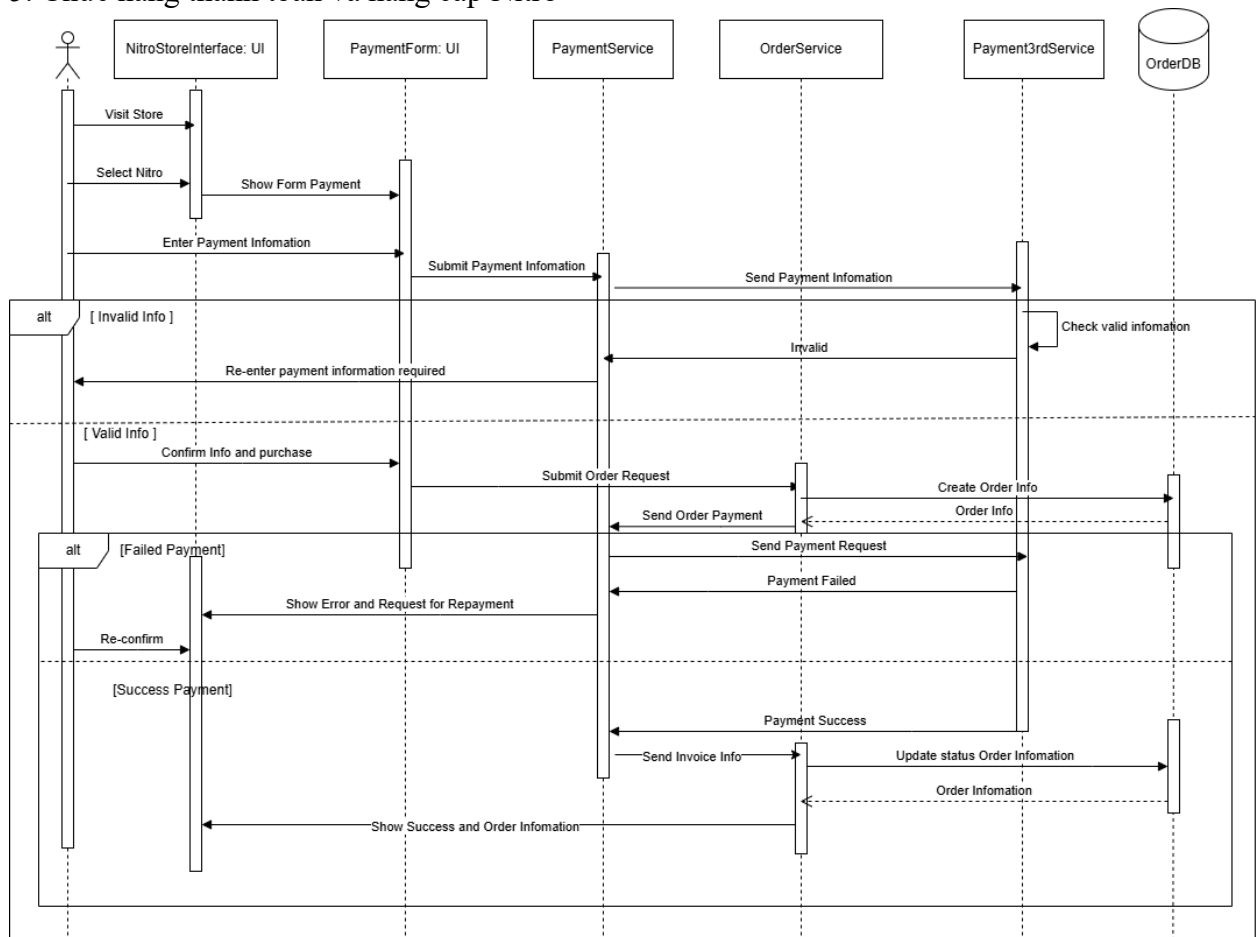 NitroStoreInterface: UI
PaymentForm: UI
PaymentService
OrderService
Payment3rdService
OrderDB
Visit Store
Select Nitro
Show Form Payment
Enter Payment Infomation
Submit Payment Infomation
Send Payment Infomation
alt
[ Invalid Info ]
Check valid infomation
Invalid
Re-enter payment information required
[ Valid Info ]
Confirm Info and purchase
Submit Order Request
Create Order Info
Order Info
Send Order Payment
alt
[Failed Payment]
Send Payment Request
Payment Failed
Show Error and Request for Repayment
Re-confirm
[Success Payment]
Payment Success
Send Invoice Info
Update status Order Infomation
Order Infomation
Show Success and Order Infomation